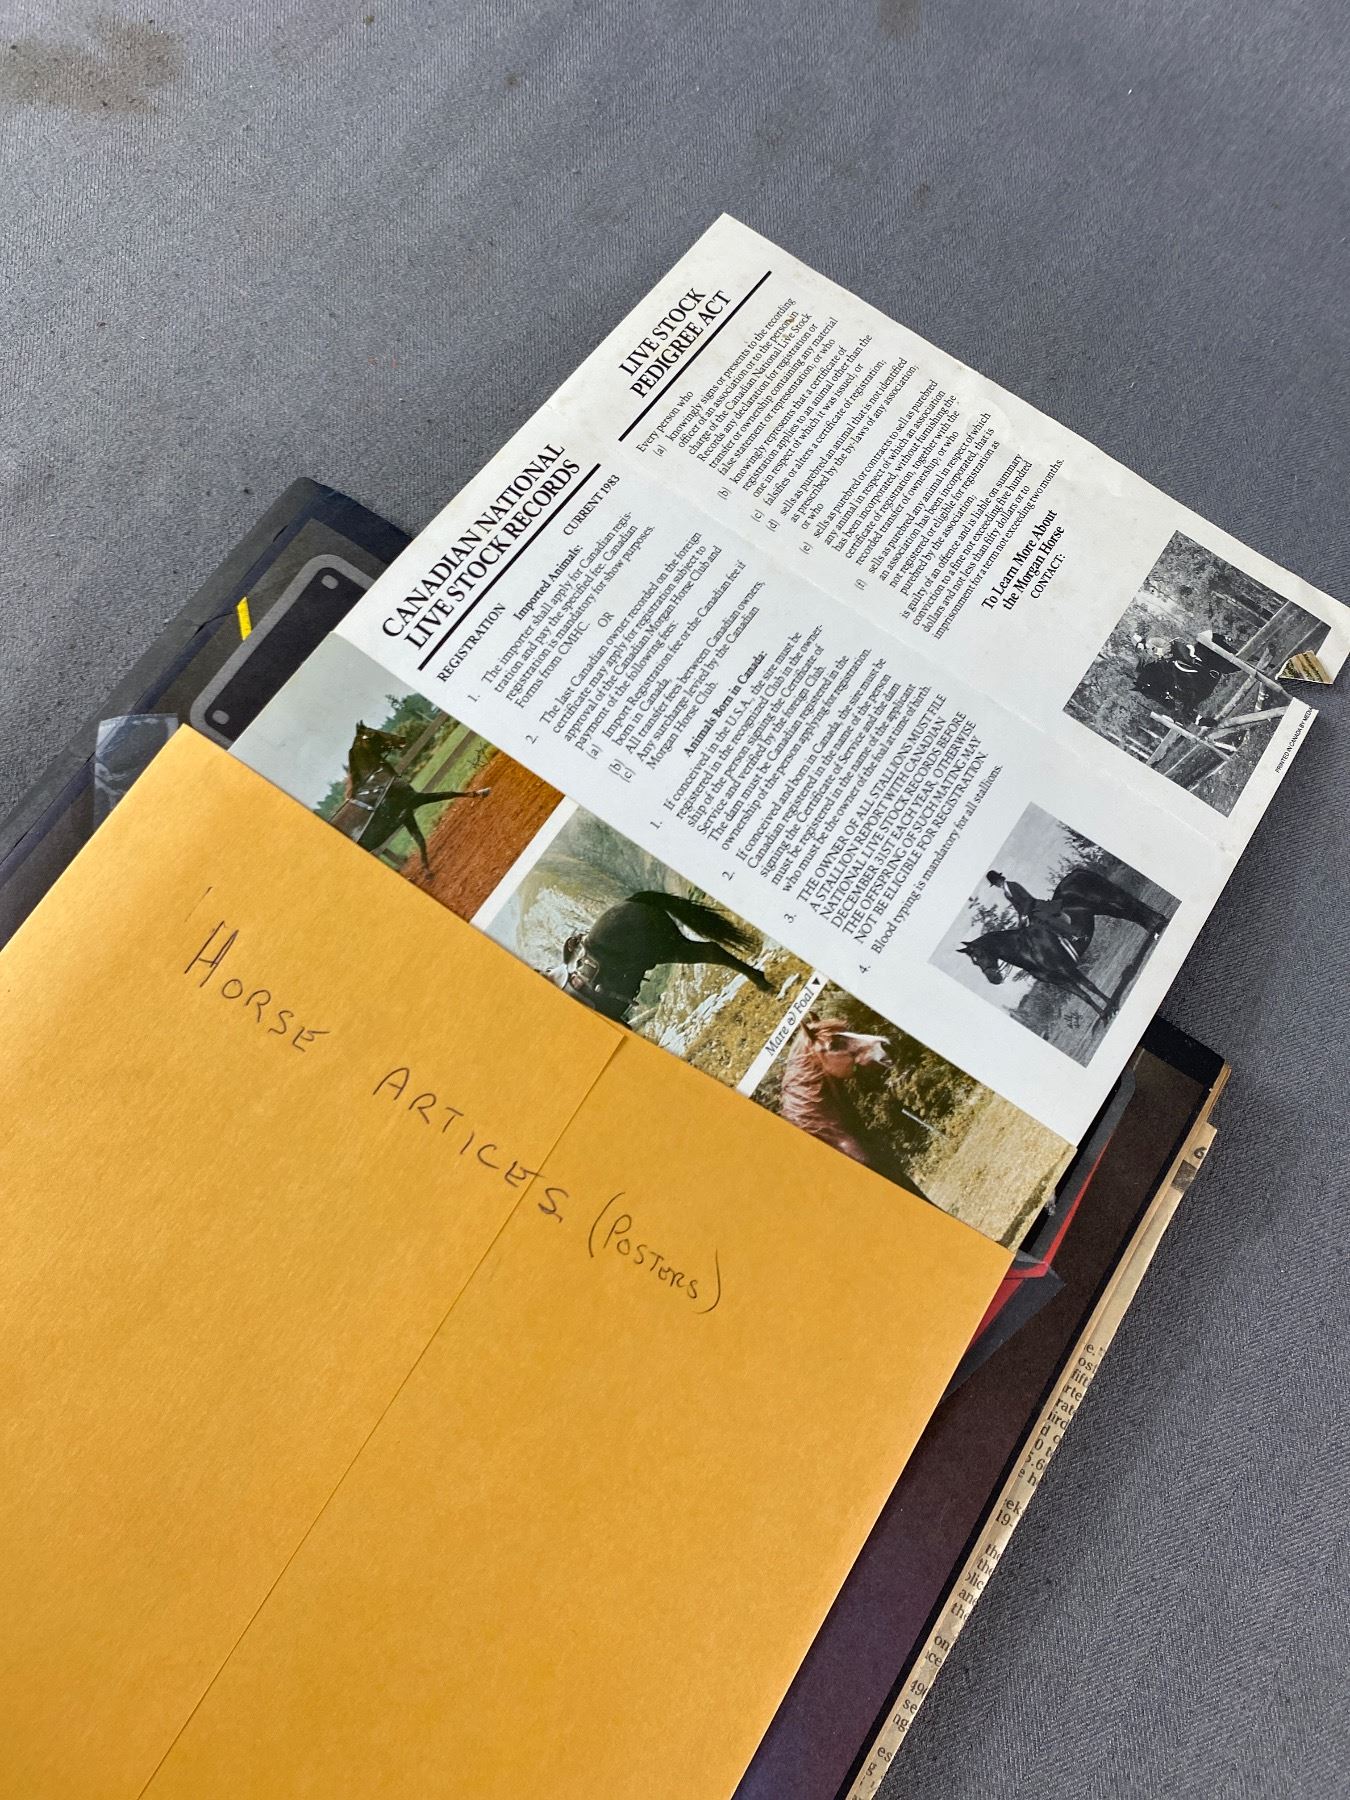 HORSE ARTICES (POSTERS)
CANADIAN NATIONAL
LIVE STOCK RECORDS
REGISTRATION
CURRENT 1983
Imported Animals:
1. The importer shall apply for Canadian regis-
tration and pay the specified fee. Canadian
registration is mandatory for show purposes.
Forms from CMHC.
OR
2. The last Canadian owner recorded on the foreign
certificate may apply for registration subject to
approval of the Canadian Morgan Horse Club and
payment of the following fees:
(a) Import Registration fee or the Canadian fee if
born in Canada,
(b) All transfer fees between Canadian owners,
(c) Any surcharge levied by the Canadian
Morgan Horse Club.
Animals Born in Canada:
1. If conceived in the U.S.A., the sire must be
registered in the recognized Club in the owner-
ship of the person signing the Certificate of
Service and verified by the foreign Club.
The dam must be Canadian registered in the
ownership of the person applying for registration.
2. If conceived and born in Canada, the sire must be
Canadian registered in the name of the person
signing the Certificate of Service and the dam
must be registered in the name of the applicant
who must be the owner of the foal at time of birth.
3. THE OWNER OF ALL STALLIONS MUST FILE
A STALLION REPORT WITH CANADIAN
NATIONAL LIVE STOCK RECORDS BEFORE
DECEMBER 31ST EACH YEAR. OTHERWISE
THE OFFSPRING OF SUCH MATING MAY
NOT BE ELIGIBLE FOR REGISTRATION.
4. Blood typing is mandatory for all stallions.
LIVE STOCK
PEDIGREE ACT
Every person who
(a) knowingly signs or presents to the recording
officer of an association or to the person in
charge of the Canadian National Live Stock
Records any declaration for registration or
transfer or ownership containing any material
false statement or representation, or who
(b) knowingly represents that a certificate of
registration applies to an animal other than the
one in respect of which it was issued, or
(c) falsifies or alters a certificate of registration;
(d) sells as purebred an animal that is not identified
as prescribed by the by-laws of any association;
or who
(e) sells as purebred or contracts to sell as purebred
any animal in respect of which an association
has been incorporated, without furnishing the
certificate of registration, together with the
recorded transfer of ownership, or who
(f) sells as purebred any animal in respect of which
an association has been incorporated, that is
not registered or eligible for registration as
purebred by the association,
is guilty of an offence and is liable on summary
conviction to a fine not exceeding five hundred
dollars and not less than fifty dollars or to
imprisonment for a term not exceeding two months.
To Learn More About
the Morgan Horse
CONTACT:
PRINTED IN CANADA BY
Mare & Foal ▼